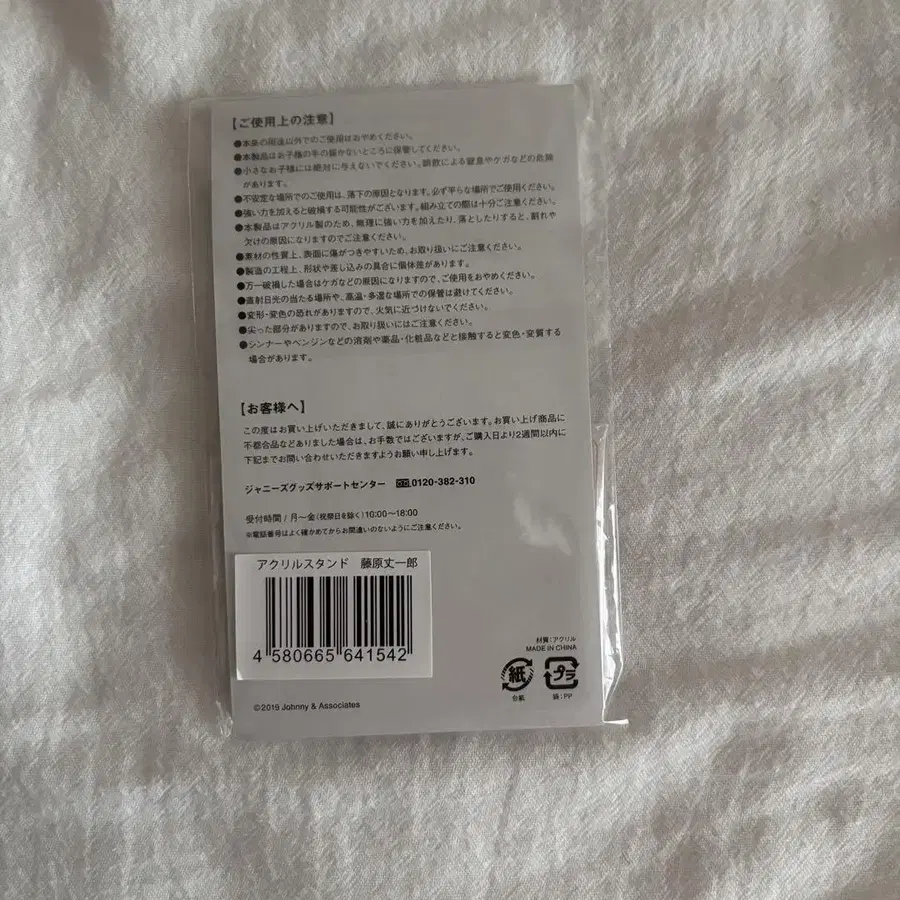 【ご使用上の注意】
●本来の用途以外でのご使用はおやめください。
●本製品はお子様の手の届かないところに保管してください。
●小さなお子様には絶対に与えないでください。誤飲による窒息やケガなどの危険
があります。
●不安定な場所でのご使用は、落下の原因となります。必ず平らな場所でご使用ください。
●強い力を加えると破損する可能性がございます。組み立ての際は十分ご注意ください。
●本製品はアクリル製のため、無理に強い力を加えたり、落としたりすると、割れや
欠けの原因になりますのでご注意ください。
●素材の性質上、表面に傷がつきやすいため、お取り扱いにご注意ください。
●製造の工程上、形状や差し込みの具合に個体差があります。
●万一破損した場合はケガなどの原因になりますので、ご使用をおやめください。
●直射日光の当たる場所や、高温・多湿な場所での保管は避けてください。
●変形・変色の恐れがありますので、火気に近づけないでください。
●尖った部分がありますので、お取り扱いにはご注意ください。
●シンナーやベンジンなどの溶剤や薬品・化粧品などと接触すると変色・変質する
場合があります。
【お客様へ】
この度はお買い上げいただきまして、誠にありがとうございます。お買い上げ商品に
不都合品などありました場合は、お手数ではございますが、ご購入日より2週間以内に
下記までお問い合わせいただきますようお願い申し上げます。
ジャニーズグッズサポートセンター 0120-382-310
受付時間/月〜金(祝祭日を除く)10:00〜18:00
※電話番号はよく確かめてからお間違いのないようにご注意ください。
アクリルスタンド 藤原丈一郎
4 580665 641542
材質:アクリル
MADE IN CHINA
紙 プラ
台紙 袋:PP
©2019 Johnny & Associates